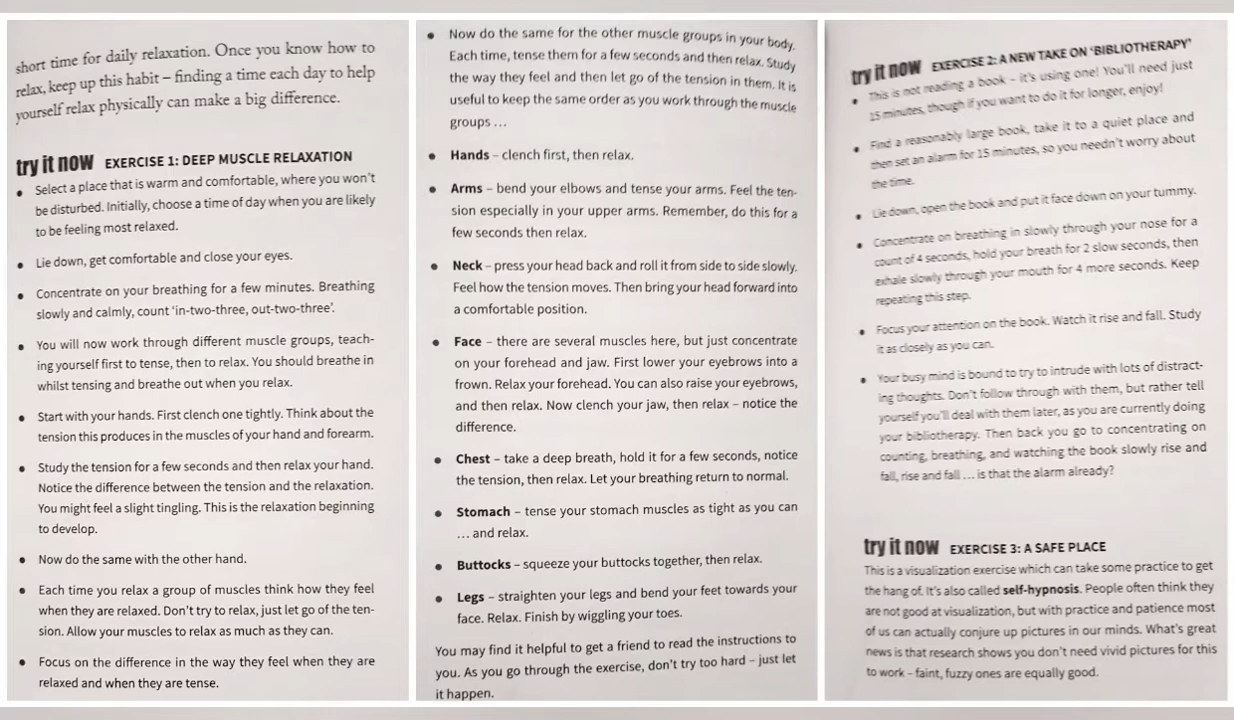 short time for daily relaxation. Once you know how to
relax, keep up this habit – finding a time each day to help
yourself relax physically can make a big difference.
try it now EXERCISE 1: DEEP MUSCLE RELAXATION
• Select a place that is warm and comfortable, where you won't
be disturbed. Initially, choose a time of day when you are likely
to be feeling most relaxed.
• Lie down, get comfortable and close your eyes.
• Concentrate on your breathing for a few minutes. Breathing
slowly and calmly, count 'in-two-three, out-two-three'.
• You will now work through different muscle groups, teach-
ing yourself first to tense, then to relax. You should breathe in
whilst tensing and breathe out when you relax.
• Start with your hands. First clench one tightly. Think about the
tension this produces in the muscles of your hand and forearm.
• Study the tension for a few seconds and then relax your hand.
Notice the difference between the tension and the relaxation.
You might feel a slight tingling. This is the relaxation beginning
to develop.
• Now do the same with the other hand.
• Each time you relax a group of muscles think how they feel
when they are relaxed. Don't try to relax, just let go of the ten-
sion. Allow your muscles to relax as much as they can.
• Focus on the difference in the way they feel when they are
relaxed and when they are tense.
• Now do the same for the other muscle groups in your body.
Each time, tense them for a few seconds and then relax. Study
the way they feel and then let go of the tension in them. It is
useful to keep the same order as you work through the muscle
groups ...
• Hands – clench first, then relax.
• Arms – bend your elbows and tense your arms. Feel the ten-
sion especially in your upper arms. Remember, do this for a
few seconds then relax.
• Neck – press your head back and roll it from side to side slowly.
Feel how the tension moves. Then bring your head forward into
a comfortable position.
• Face – there are several muscles here, but just concentrate
on your forehead and jaw. First lower your eyebrows into a
frown. Relax your forehead. You can also raise your eyebrows,
and then relax. Now clench your jaw, then relax – notice the
difference.
• Chest – take a deep breath, hold it for a few seconds, notice
the tension, then relax. Let your breathing return to normal.
• Stomach – tense your stomach muscles as tight as you can
... and relax.
• Buttocks – squeeze your buttocks together, then relax.
• Legs – straighten your legs and bend your feet towards your
face. Relax. Finish by wiggling your toes.
You may find it helpful to get a friend to read the instructions to
you. As you go through the exercise, don't try too hard – just let
it happen.
try it now EXERCISE 2: A NEW TAKE ON 'BIBLIOTHERAPY'
• This is not reading a book – it's using one! You'll need just
15 minutes, though if you want to do it for longer, enjoy!
• Find a reasonably large book, take it to a quiet place and
then set an alarm for 15 minutes, so you needn't worry about
the time.
• Lie down, open the book and put it face down on your tummy.
• Concentrate on breathing in slowly through your nose for a
count of 4 seconds, hold your breath for 2 slow seconds, then
exhale slowly through your mouth for 4 more seconds. Keep
repeating this step.
• Focus your attention on the book. Watch it rise and fall. Study
it as closely as you can.
• Your busy mind is bound to try to intrude with lots of distract-
ing thoughts. Don't follow through with them, but rather tell
yourself you'll deal with them later, as you are currently doing
your bibliotherapy. Then back you go to concentrating on
counting, breathing, and watching the book slowly rise and
fall, rise and fall ... is that the alarm already?
try it now EXERCISE 3: A SAFE PLACE
This is a visualization exercise which can take some practice to get
the hang of. It's also called self-hypnosis. People often think they
are not good at visualization, but with practice and patience most
of us can actually conjure up pictures in our minds. What's great
news is that research shows you don't need vivid pictures for this
to work – faint, fuzzy ones are equally good.